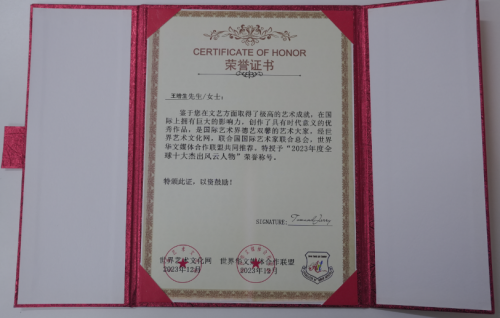 CERTIFICATE OF HONOR
荣誉证书
先生/女士:
鉴于您在文艺方面取得了极高的艺术成就，在国
际上拥有巨大的影响力，创作了具有时代意义的优
秀作品，是国际艺术界德艺双馨的艺术大家。经世
界艺术文化网、联合国国际艺术家联合总会、世界
华文媒体合作联盟共同推荐。特授予“2023年度全
球十大杰出风云人物”荣誉称号。
特颁此证，以资鼓励！
SIGNATURE:
世界艺术文化网 世界华文媒体合作联盟
2023年12月 2023年12月